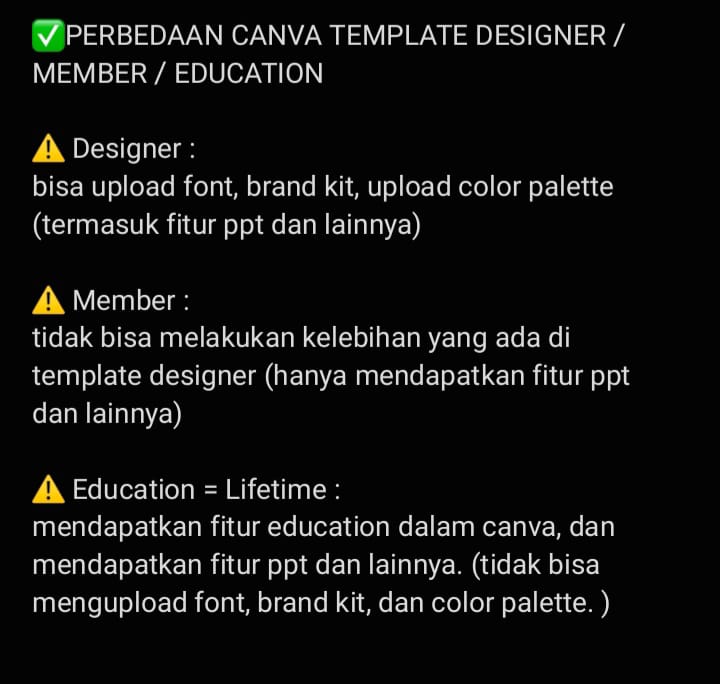 ✅PERBEDAAN CANVA TEMPLATE DESIGNER /
MEMBER / EDUCATION
⚠️ Designer :
bisa upload font, brand kit, upload color palette
(termasuk fitur ppt dan lainnya)
⚠️ Member :
tidak bisa melakukan kelebihan yang ada di
template designer (hanya mendapatkan fitur ppt
dan lainnya)
⚠️ Education = Lifetime :
mendapatkan fitur education dalam canva, dan
mendapatkan fitur ppt dan lainnya. (tidak bisa
mengupload font, brand kit, dan color palette. )